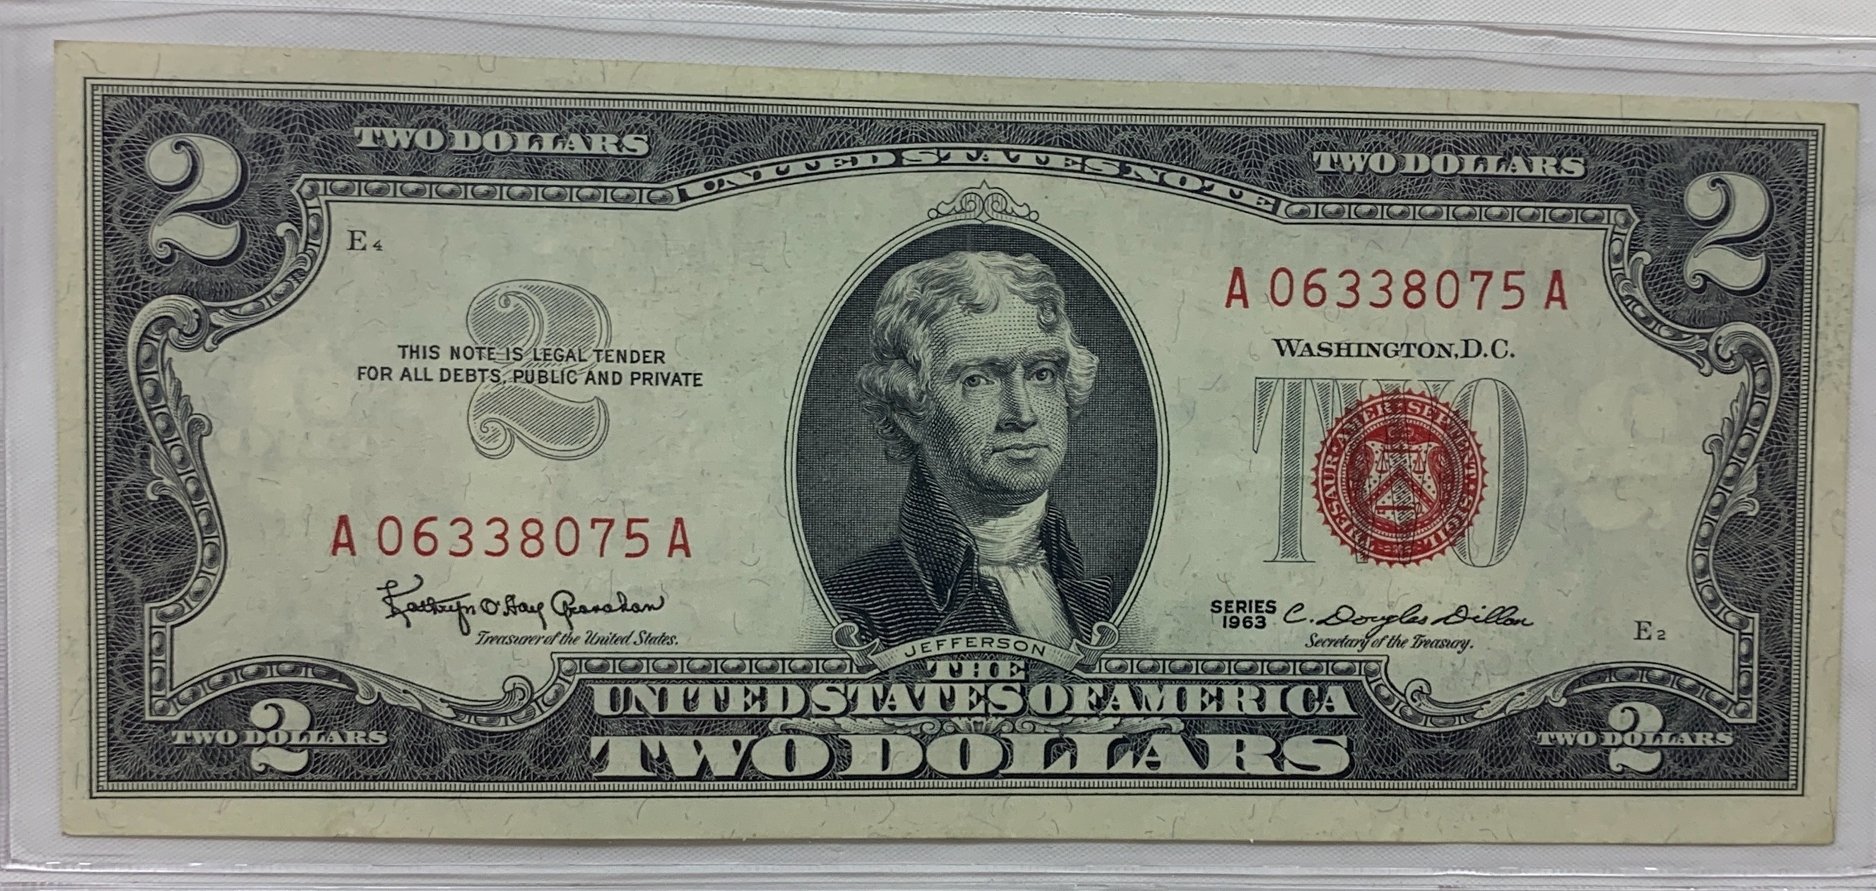 2 TWO DOLLARS UNITED STATES NOTE TWO DOLLARS 2
E4
2
A 06338075 A
THIS NOTE IS LEGAL TENDER
FOR ALL DEBTS, PUBLIC AND PRIVATE
WASHINGTON, D.C.
TWO
A 06338075 A
Kathryn O'Hay Granahan
Treasurer of the United States.
SERIES
1963
C. Douglas Dillon
Secretary of the Treasury.
E2
JEFFERSON
THE
UNITED STATES OF AMERICA
TWO DOLLARS 2
TWO DOLLARS
TWO DOLLARS 2